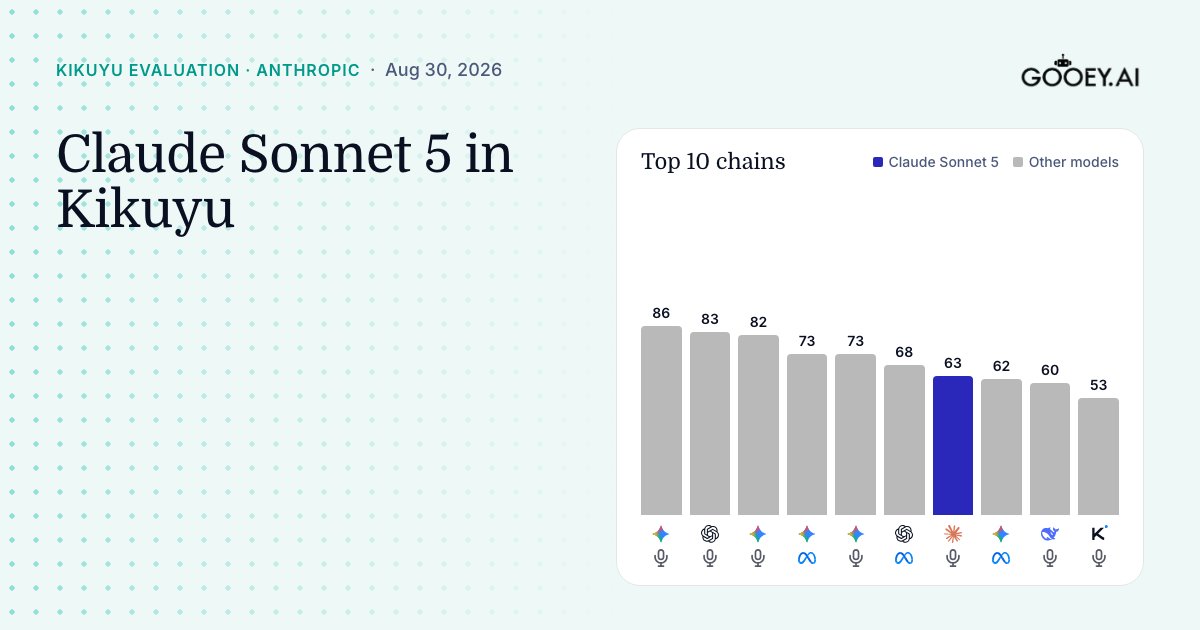 KIKUYU EVALUATION · ANTHROPIC · Aug 30, 2026
GOOEY.AI
Claude Sonnet 5 in
Kikuyu
Top 10 chains
Claude Sonnet 5
Other models
86
83
82
73
73
68
63
62
60
53
K